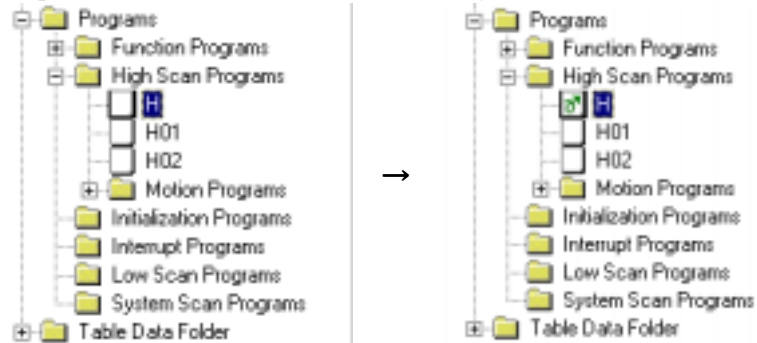 Programs
Function Programs
High Scan Programs
H
H01
H02
Motion Programs
Initialization Programs
Interrupt Programs
Low Scan Programs
System Scan Programs
Table Data Folder
→
Programs
Function Programs
High Scan Programs
H
H01
H02
Motion Programs
Initialization Programs
Interrupt Programs
Low Scan Programs
System Scan Programs
Table Data Folder